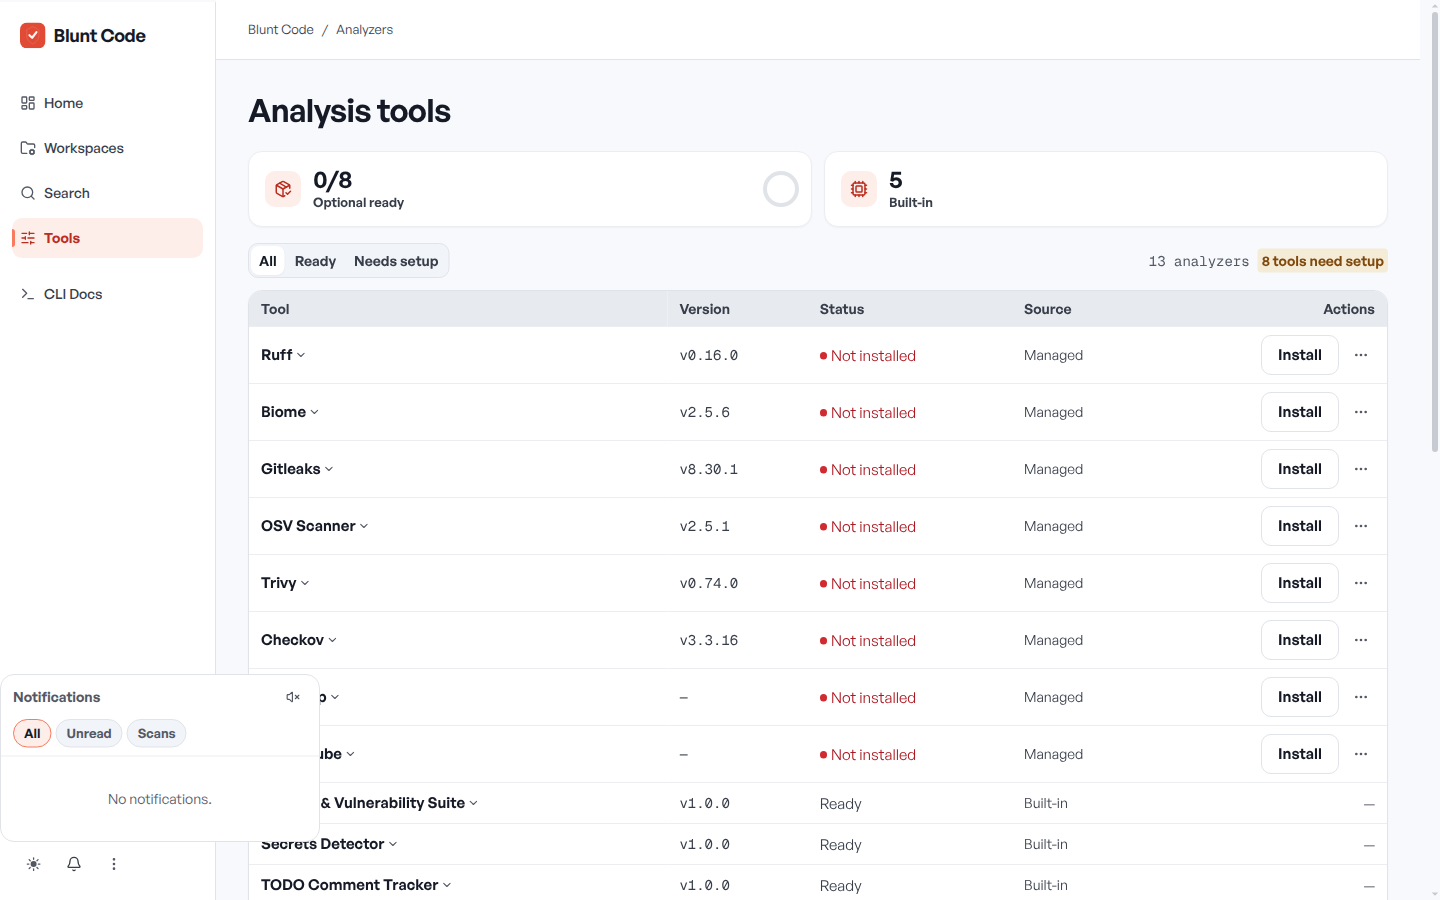 Blunt Code
Home
Workspaces
Search
Tools
CLI Docs
Blunt Code / Analyzers
Analysis tools
0/8
Optional ready
5
Built-in
All Ready Needs setup
13 analyzers 8 tools need setup
Tool Version Status Source Actions
Ruff v0.16.0 Not installed Managed Install
Biome v2.5.6 Not installed Managed Install
Gitleaks v8.30.1 Not installed Managed Install
OSV Scanner v2.5.1 Not installed Managed Install
Trivy v0.74.0 Not installed Managed Install
Checkov v3.3.16 Not installed Managed Install
– Not installed Managed Install
– Not installed Managed Install
& Vulnerability Suite v1.0.0 Ready Built-in –
Secrets Detector v1.0.0 Ready Built-in –
TODO Comment Tracker v1.0.0 Ready Built-in –
Notifications
All Unread Scans
No notifications.